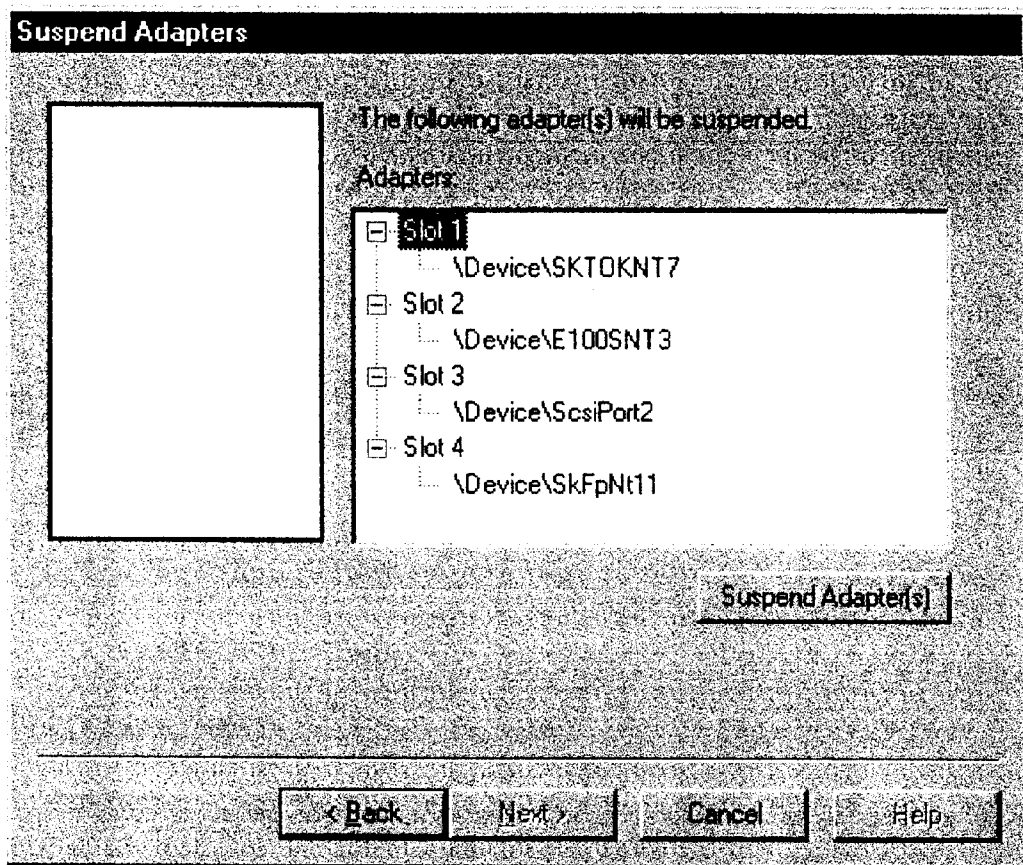 Suspend Adapters
The following adapter(s) will be suspended.
Adapters:
Slot 1
\Device\SKTOKNT7
Slot 2
\Device\E100SNT3
Slot 3
\Device\ScsiPort2
Slot 4
\Device\SkFpNt11
Suspend Adapter(s)
< Back
Next >
Cancel
Help